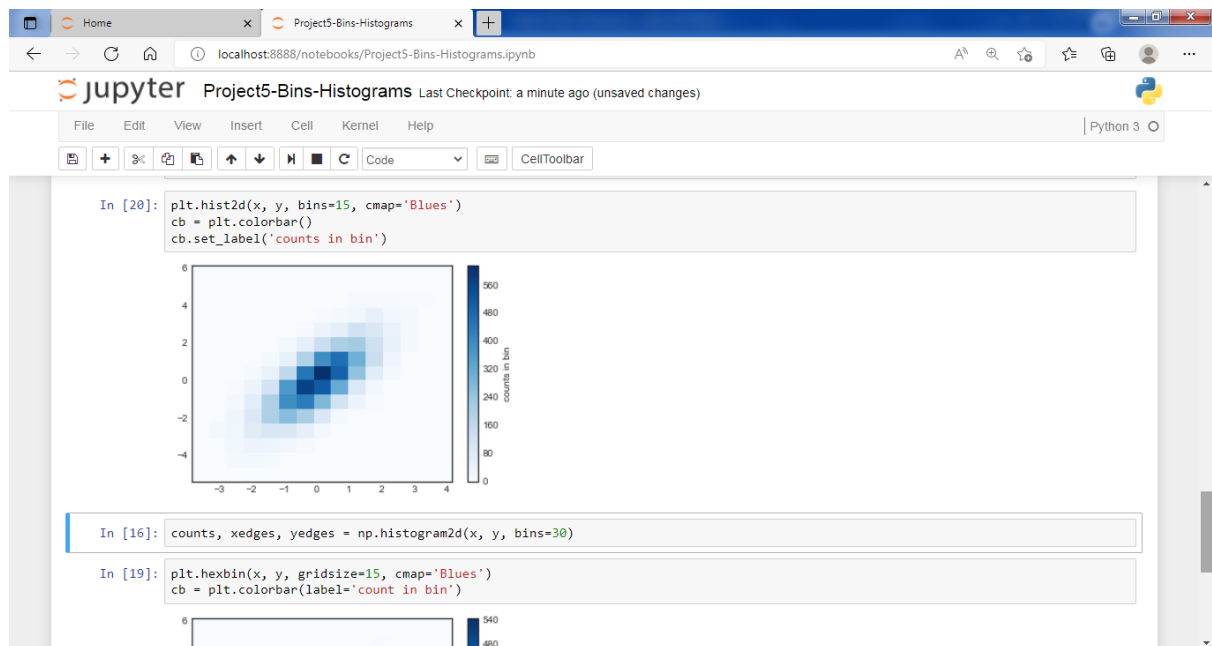 Home
Project5-Bins-Histograms
localhost:8888/notebooks/Project5-Bins-Histograms.ipynb
jupyter Project5-Bins-Histograms Last Checkpoint: a minute ago (unsaved changes)
File Edit View Insert Cell Kernel Help
Python 3
Code
CellToolbar
In [20]: plt.hist2d(x, y, bins=15, cmap='Blues')
cb = plt.colorbar()
cb.set_label('counts in bin')
6
4
2
0
−2
−4
−3 −2 −1 0 1 2 3 4
560
480
400
320
240
160
80
0
counts in bin
In [16]: counts, xedges, yedges = np.histogram2d(x, y, bins=30)
In [19]: plt.hexbin(x, y, gridsize=15, cmap='Blues')
cb = plt.colorbar(label='count in bin')
6
540
480